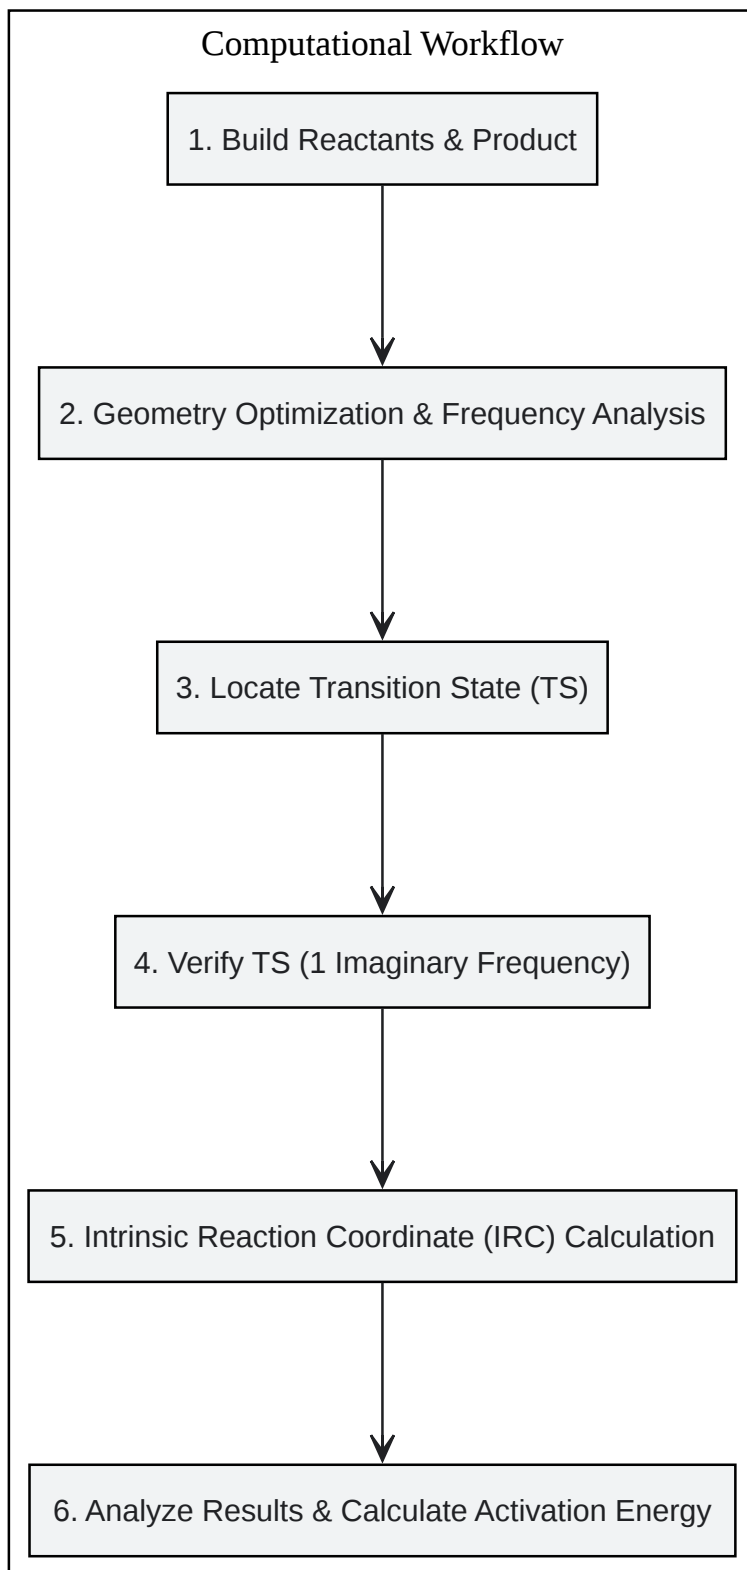 Computational Workflow
1. Build Reactants & Product
2. Geometry Optimization & Frequency Analysis
3. Locate Transition State (TS)
4. Verify TS (1 Imaginary Frequency)
5. Intrinsic Reaction Coordinate (IRC) Calculation
6. Analyze Results & Calculate Activation Energy